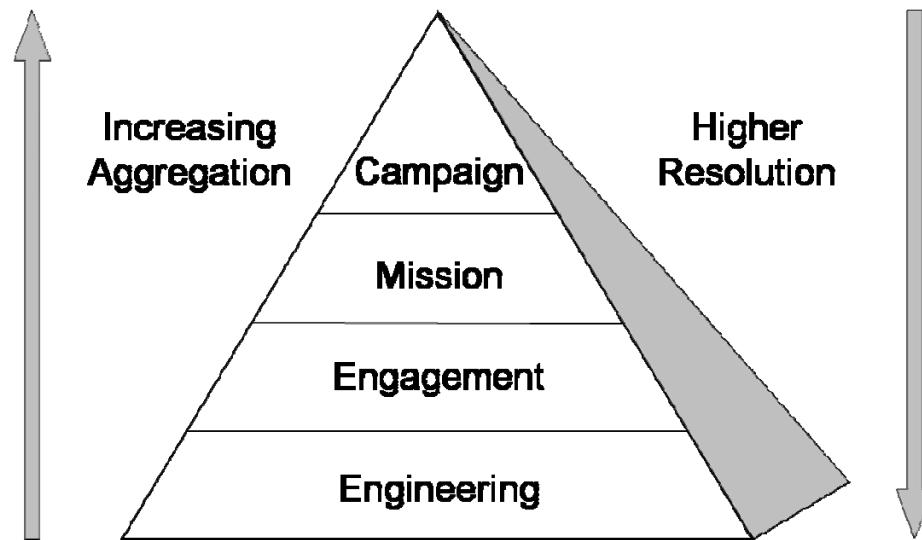 Increasing
Aggregation
Higher
Resolution
Campaign
Mission
Engagement
Engineering